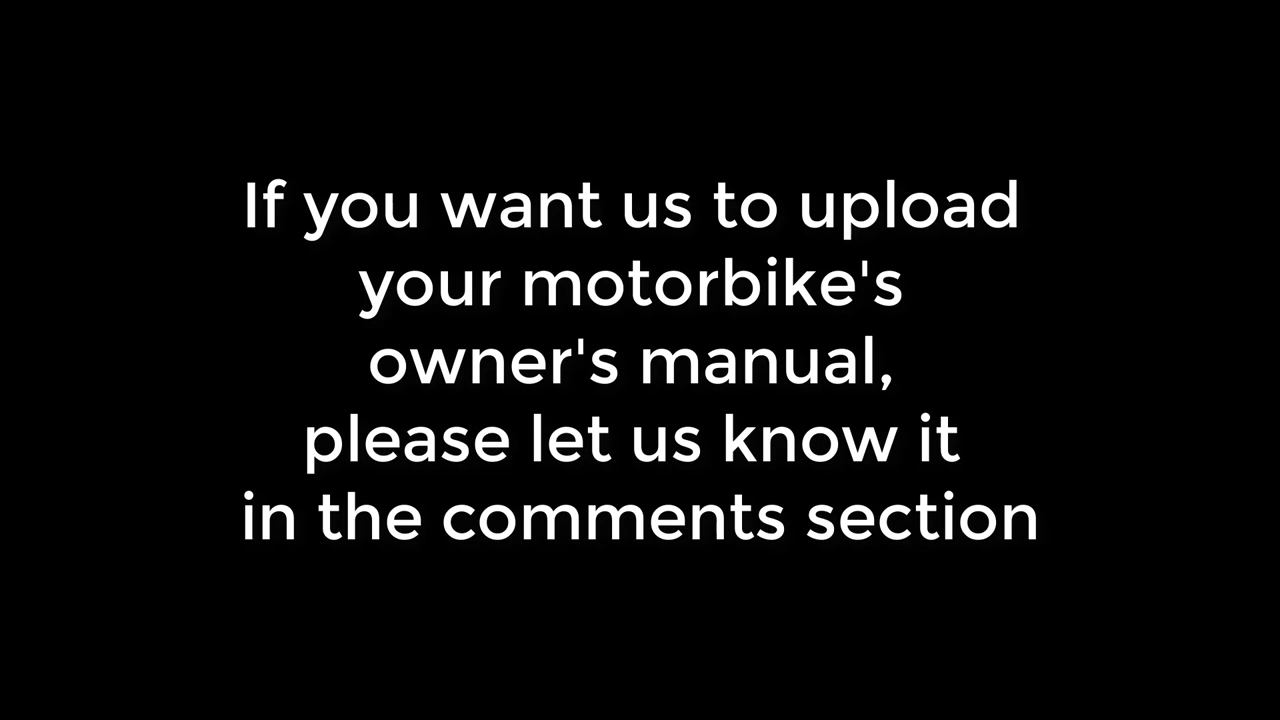 If you want us to upload
your motorbike's
owner's manual,
please let us know it
in the comments section